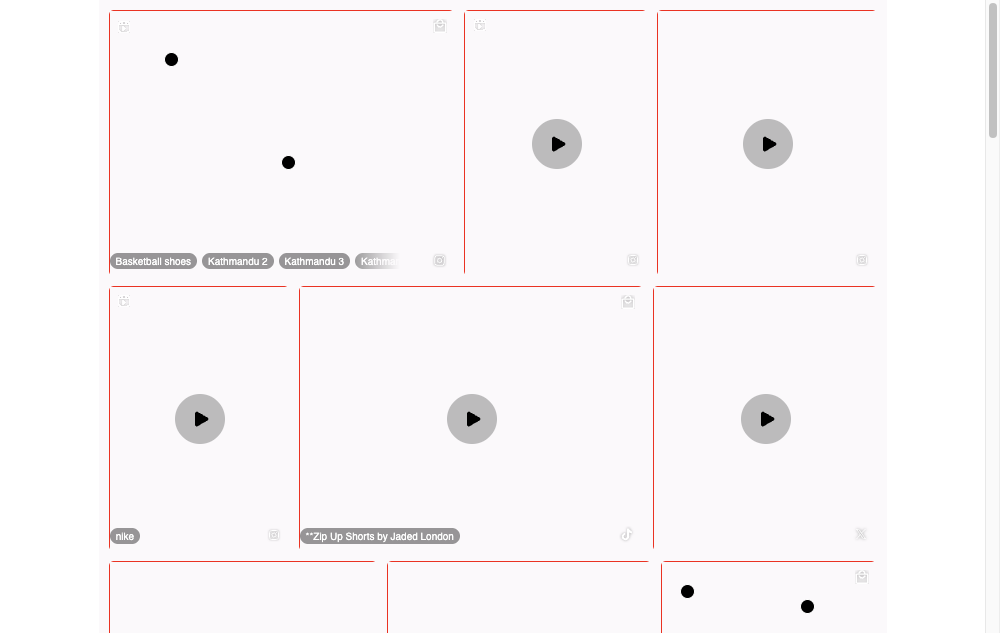 Basketball shoes
Kathmandu 2
Kathmandu 3
nike
**Zip Up Shorts by Jaded London